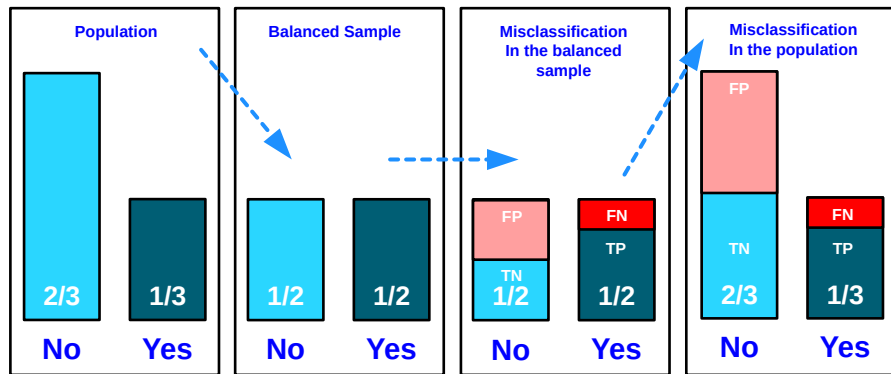 Population
2/3
1/3
No
Yes
Balanced Sample
1/2
1/2
No
Yes
Misclassification
In the balanced
sample
FP
FN
TN
TP
1/2
1/2
No
Yes
Misclassification
In the population
FP
FN
TN
TP
2/3
1/3
No
Yes